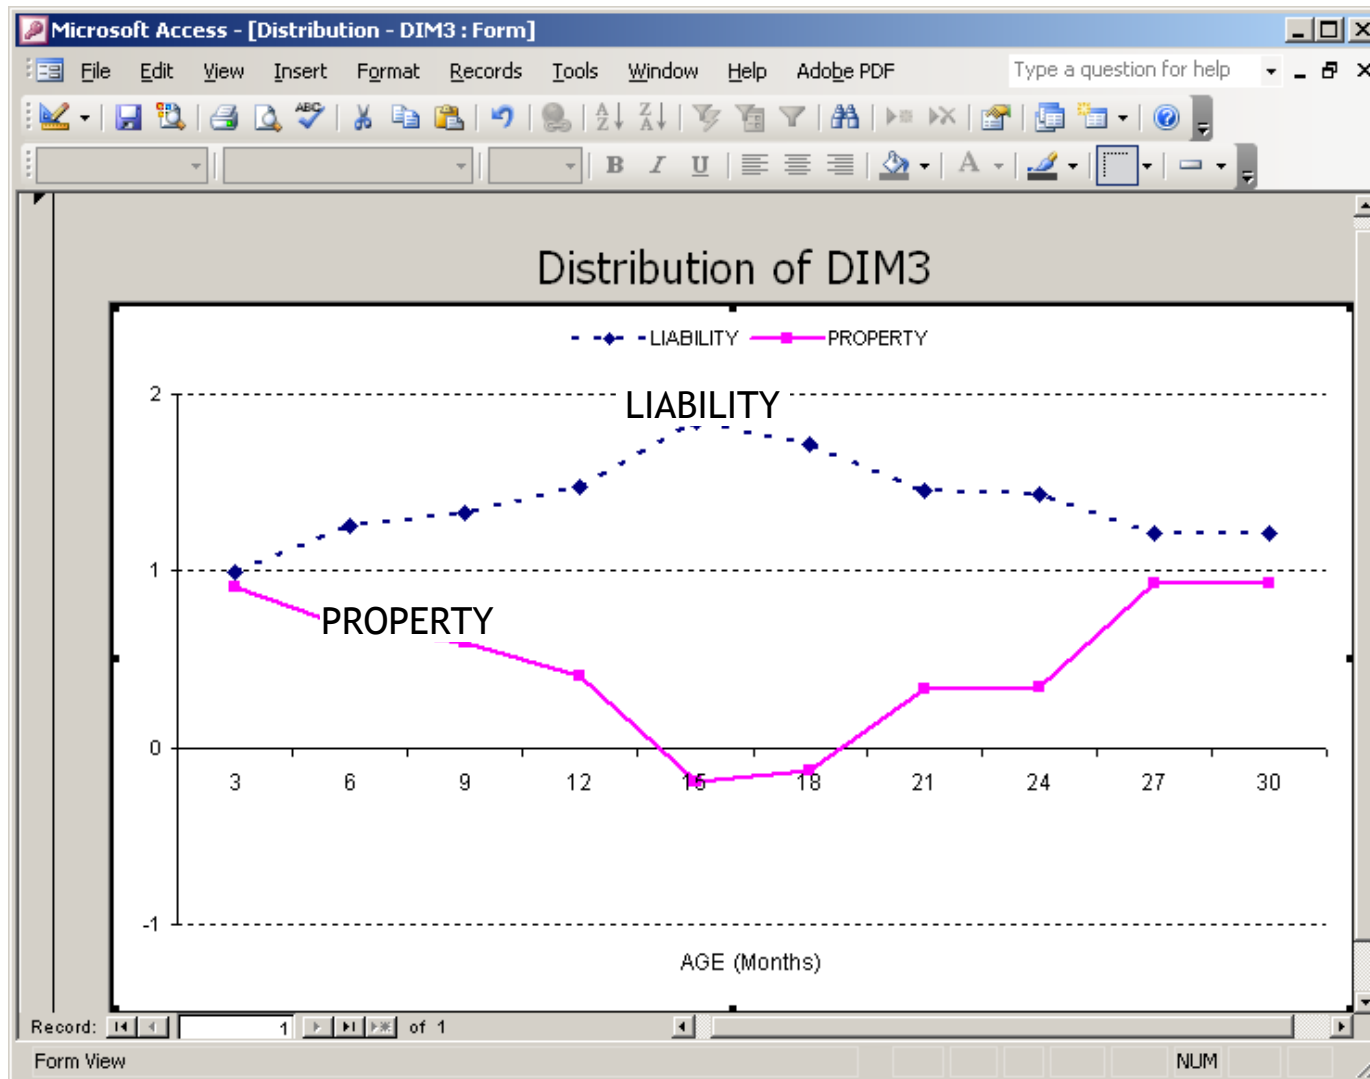 Microsoft Access - [Distribution - DIM3 : Form]
File Edit View Insert Format Records Tools Window Help Adobe PDF Type a question for help
ABC
A Z Z A
B I U A
Distribution of DIM3
LIABILITY PROPERTY
2
LIABILITY
1
PROPERTY
0
3 6 9 12 15 18 21 24 27 30
-1
AGE (Months)
Record: 1 of 1
Form View NUM